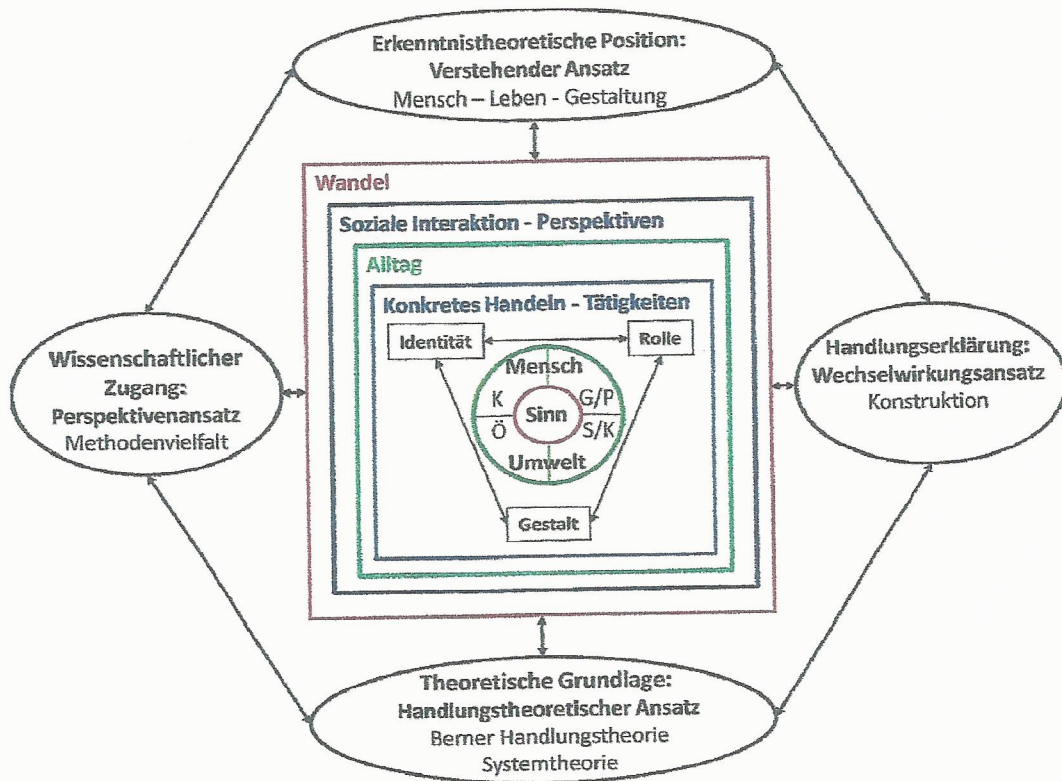 Erkenntnistheoretische Position:
Verstehender Ansatz
Mensch – Leben - Gestaltung
Wandel
Soziale Interaktion - Perspektiven
Alltag
Konkretes Handeln - Tätigkeiten
Identität
Rolle
Mensch
K
G/P
Sinn
Ö
S/K
Umwelt
Gestalt
Wissenschaftlicher
Zugang:
Perspektivenansatz
Methodenvielfalt
Handlungserklärung:
Wechselwirkungsansatz
Konstruktion
Theoretische Grundlage:
Handlungstheoretischer Ansatz
Berner Handlungstheorie
Systemtheorie